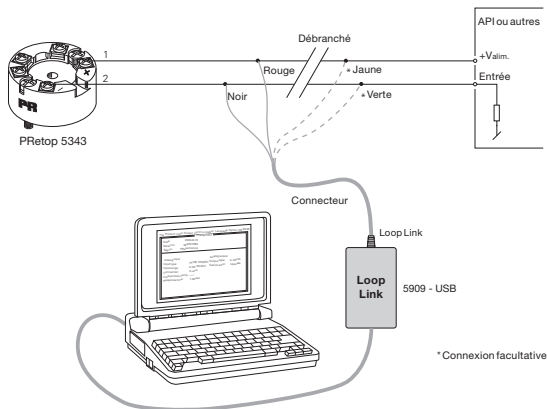 API ou autres
Débranché
1
+Valim.
Rouge
* Jaune
2
Entrée
Noir
* Verte
PR
PRetop 5343
Connecteur
Loop Link
Loop
Link
5909 - USB
* Connexion facultative